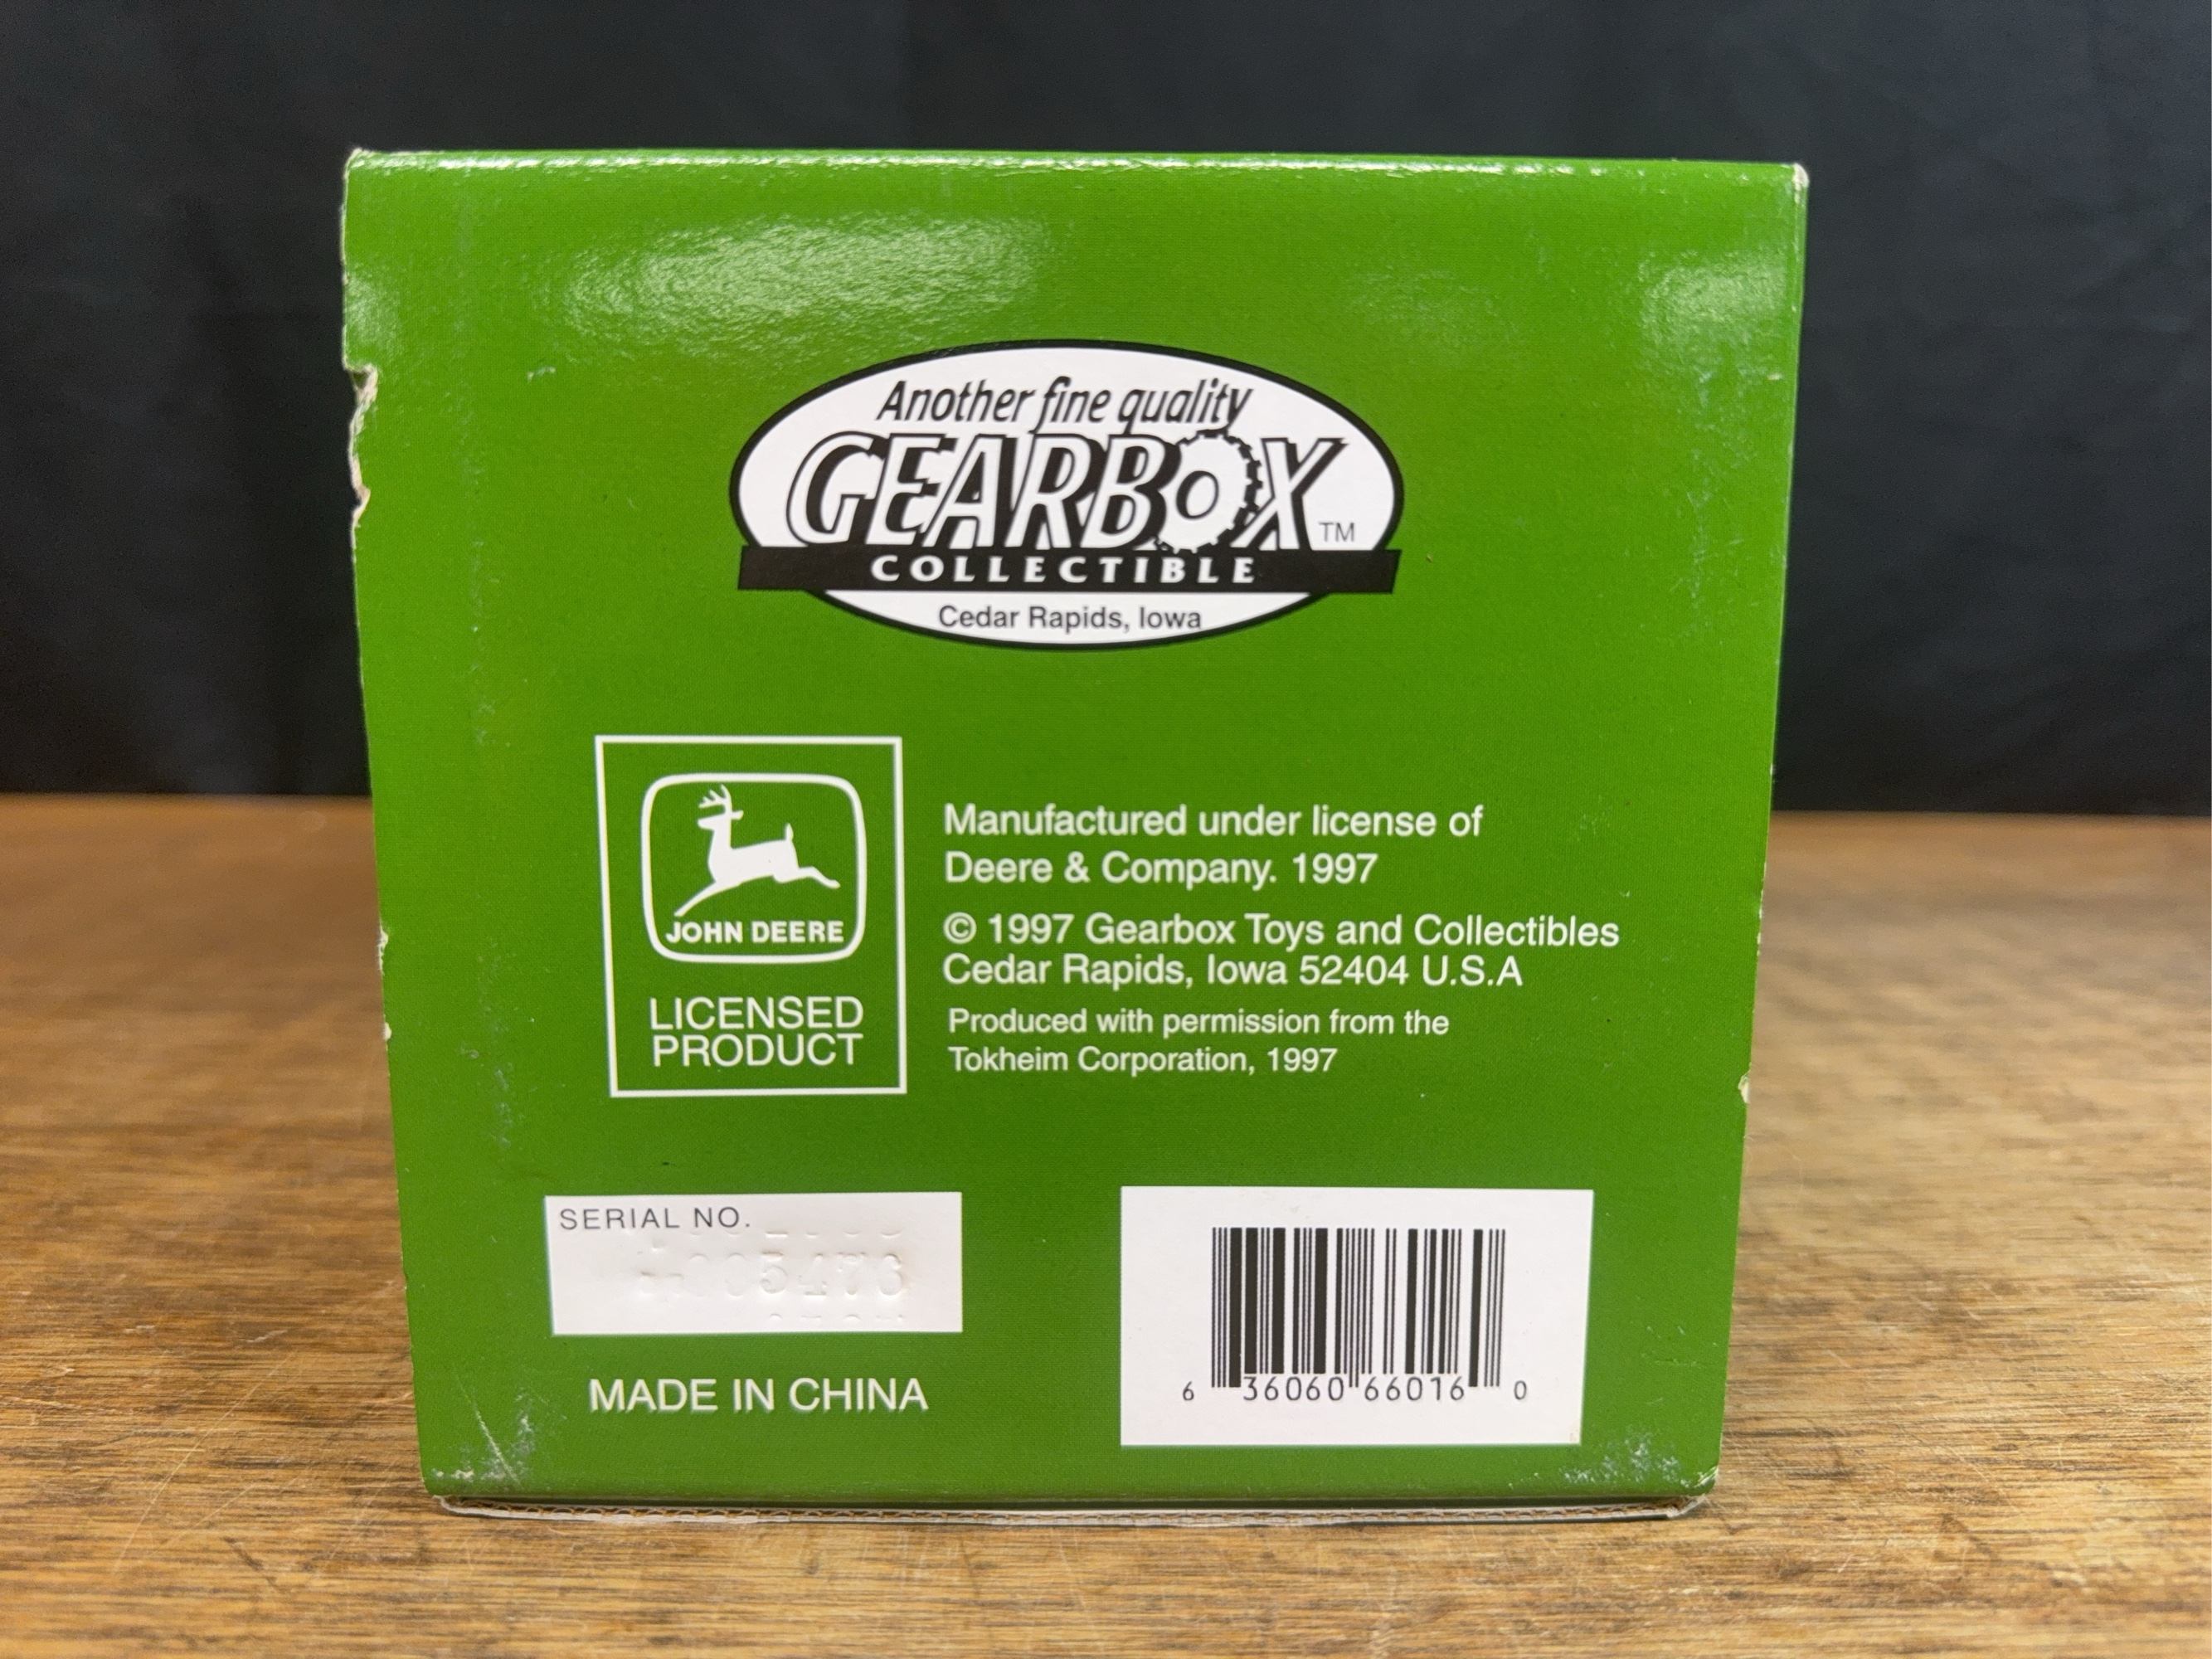 Another fine quality
GEARBOX TM
COLLECTIBLE
Cedar Rapids, Iowa
JOHN DEERE
LICENSED
PRODUCT
Manufactured under license of
Deere & Company. 1997
© 1997 Gearbox Toys and Collectibles
Cedar Rapids, Iowa 52404 U.S.A
Produced with permission from the
Tokheim Corporation, 1997
SERIAL NO.
MADE IN CHINA
6 36060 66016 0